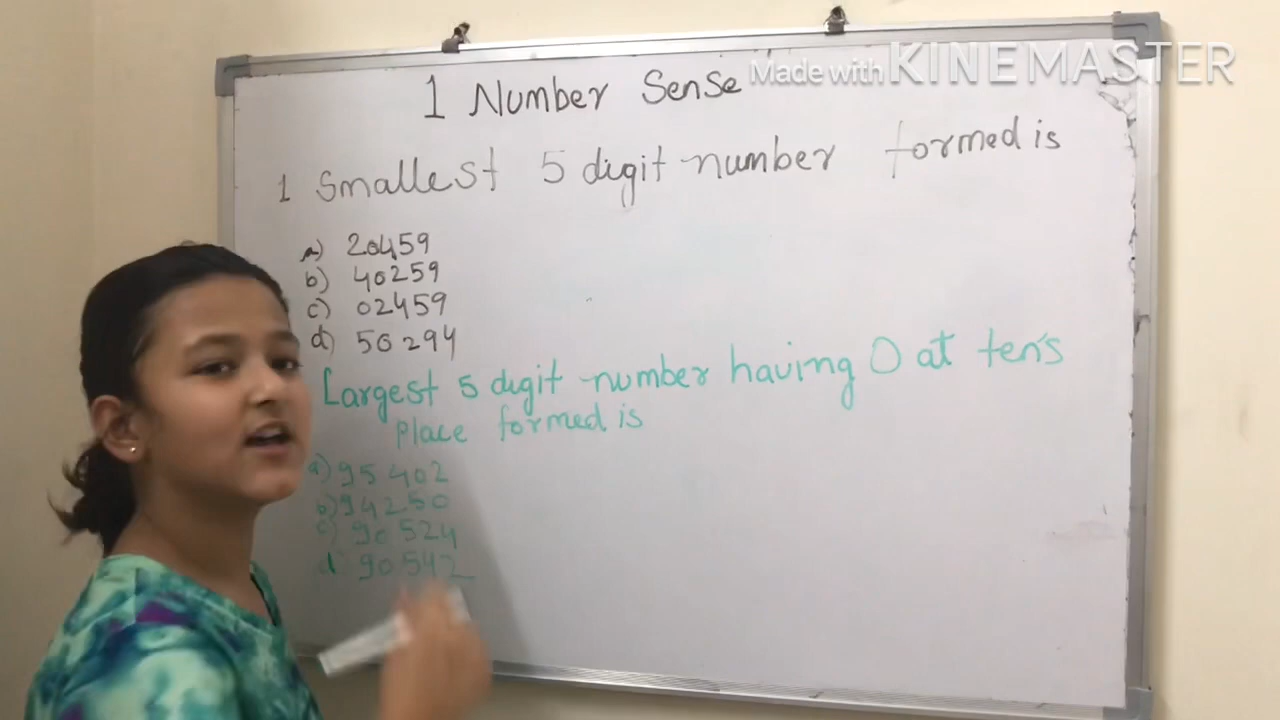 Made with KINEMASTER
1 Number Sense
1 Smallest 5 digit number formed is
a) 20459
b) 40259
c) 02459
d) 50294
Largest 5 digit number having 0 at ten's
Place formed is
a) 95402
b) 94250
c) 90524
d 90542